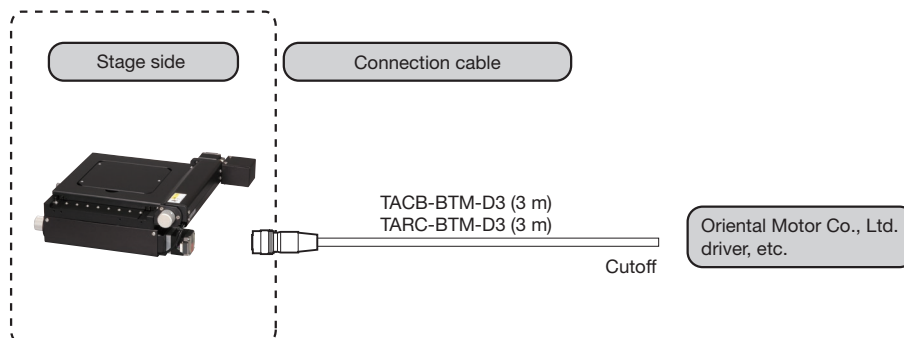 Stage side
Connection cable
TACB-BTM-D3 (3 m)
TARC-BTM-D3 (3 m)
Cutoff
Oriental Motor Co., Ltd.
driver, etc.